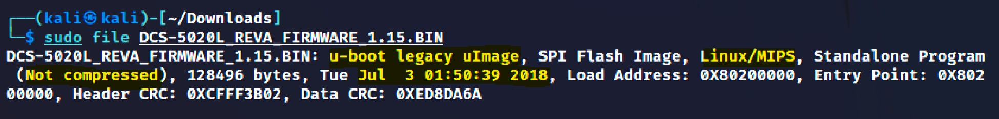 ┌──(kali㉿kali)-[~/Downloads]
└─$ sudo file DCS-5020L_REVA_FIRMWARE_1.15.BIN
DCS-5020L_REVA_FIRMWARE_1.15.BIN: u-boot legacy uImage, SPI Flash Image, Linux/MIPS, Standalone Program
 (Not compressed), 128496 bytes, Tue Jul  3 01:50:39 2018, Load Address: 0X80200000, Entry Point: 0X802
00000, Header CRC: 0XCFFF3B02, Data CRC: 0XED8DA6A